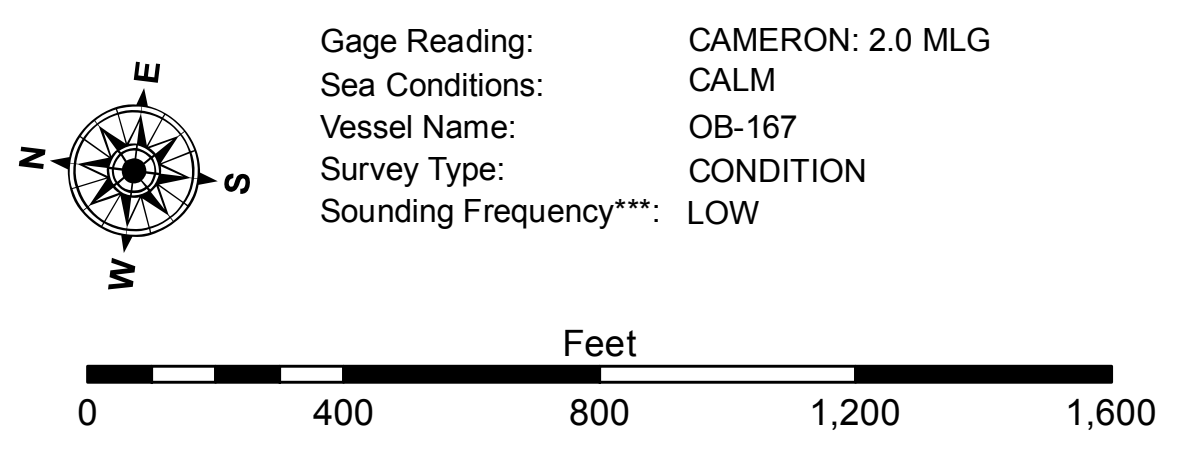 E
N
S
W
Gage Reading: CAMERON: 2.0 MLG
Sea Conditions: CALM
Vessel Name: OB-167
Survey Type: CONDITION
Sounding Frequency***: LOW
Feet
0 400 800 1,200 1,600